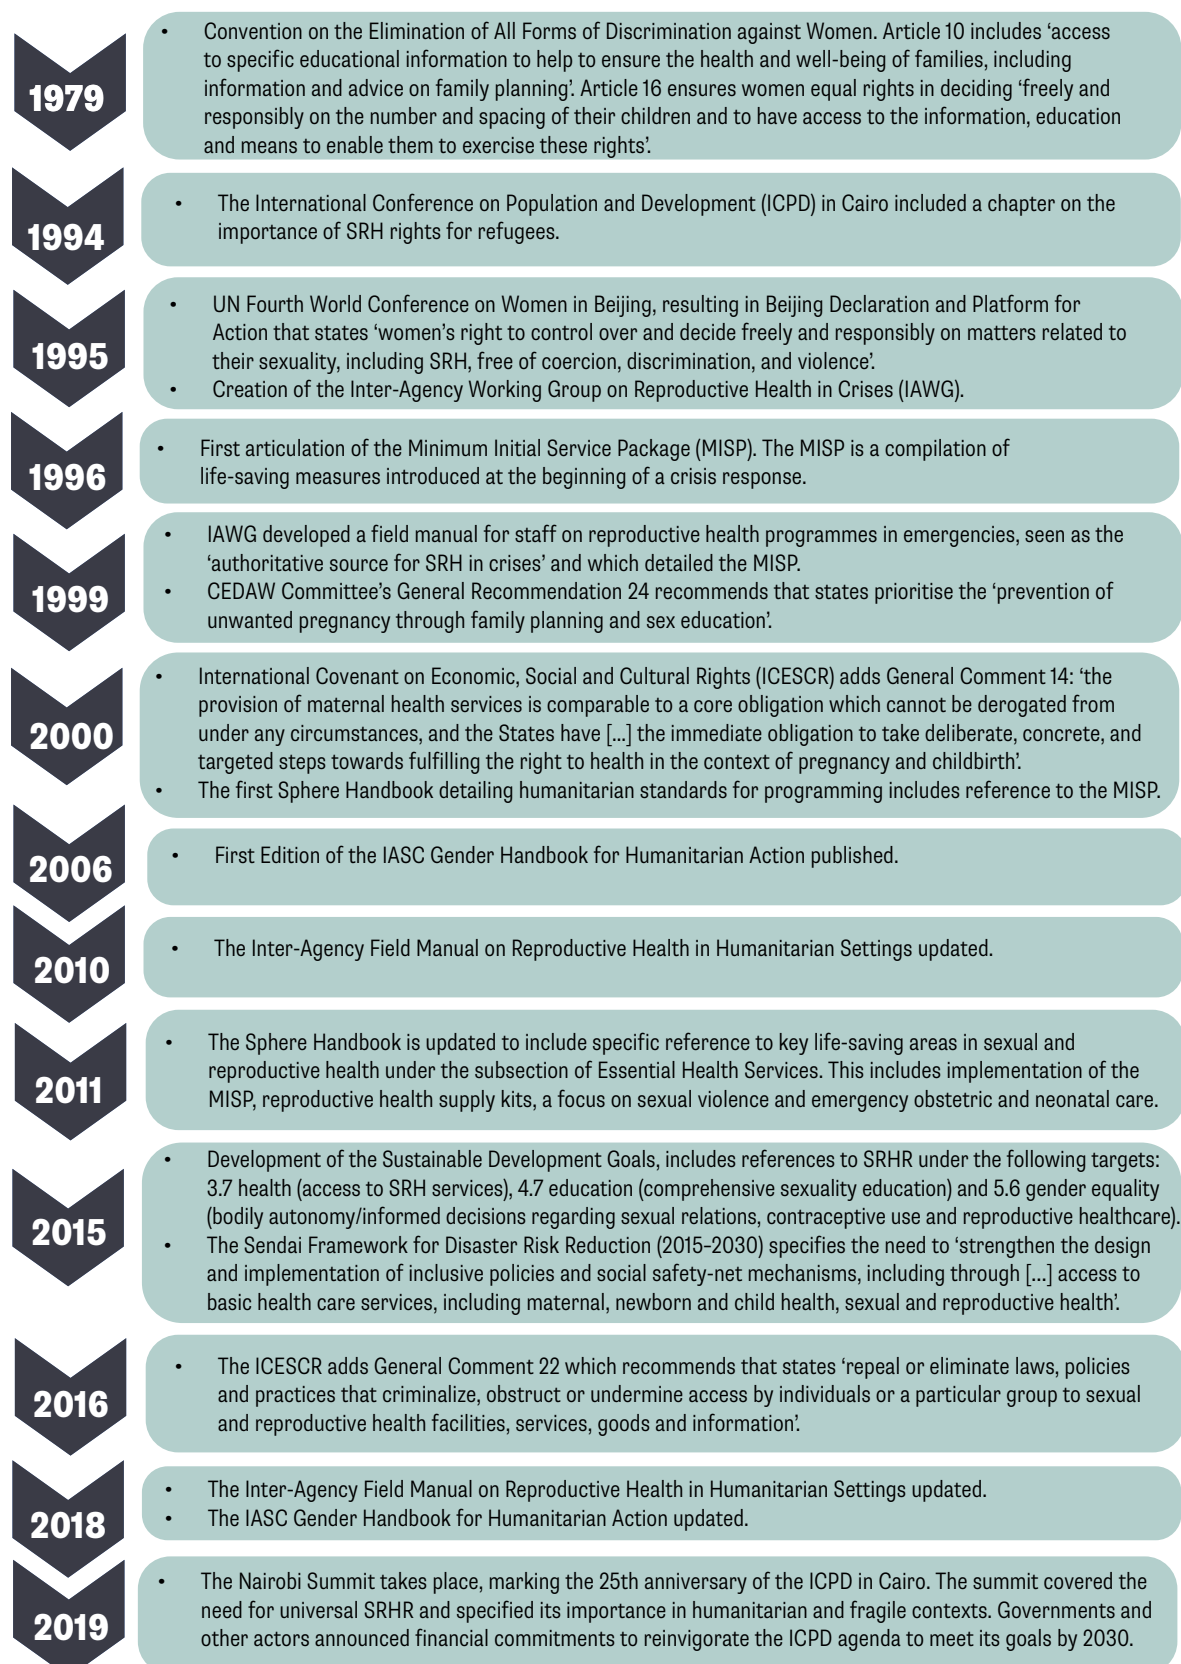 1979
• Convention on the Elimination of All Forms of Discrimination against Women. Article 10 includes ‘access
to specific educational information to help to ensure the health and well-being of families, including
information and advice on family planning’. Article 16 ensures women equal rights in deciding ‘freely and
responsibly on the number and spacing of their children and to have access to the information, education
and means to enable them to exercise these rights’.
1994
• The International Conference on Population and Development (ICPD) in Cairo included a chapter on the
importance of SRH rights for refugees.
1995
• UN Fourth World Conference on Women in Beijing, resulting in Beijing Declaration and Platform for
Action that states ‘women’s right to control over and decide freely and responsibly on matters related to
their sexuality, including SRH, free of coercion, discrimination, and violence’.
• Creation of the Inter-Agency Working Group on Reproductive Health in Crises (IAWG).
1996
• First articulation of the Minimum Initial Service Package (MISP). The MISP is a compilation of
life-saving measures introduced at the beginning of a crisis response.
1999
• IAWG developed a field manual for staff on reproductive health programmes in emergencies, seen as the
‘authoritative source for SRH in crises’ and which detailed the MISP.
• CEDAW Committee’s General Recommendation 24 recommends that states prioritise the ‘prevention of
unwanted pregnancy through family planning and sex education’.
2000
• International Covenant on Economic, Social and Cultural Rights (ICESCR) adds General Comment 14: ‘the
provision of maternal health services is comparable to a core obligation which cannot be derogated from
under any circumstances, and the States have [...] the immediate obligation to take deliberate, concrete, and
targeted steps towards fulfilling the right to health in the context of pregnancy and childbirth’.
• The first Sphere Handbook detailing humanitarian standards for programming includes reference to the MISP.
2006
• First Edition of the IASC Gender Handbook for Humanitarian Action published.
2010
• The Inter-Agency Field Manual on Reproductive Health in Humanitarian Settings updated.
2011
• The Sphere Handbook is updated to include specific reference to key life-saving areas in sexual and
reproductive health under the subsection of Essential Health Services. This includes implementation of the
MISP, reproductive health supply kits, a focus on sexual violence and emergency obstetric and neonatal care.
2015
• Development of the Sustainable Development Goals, includes references to SRHR under the following targets:
3.7 health (access to SRH services), 4.7 education (comprehensive sexuality education) and 5.6 gender equality
(bodily autonomy/informed decisions regarding sexual relations, contraceptive use and reproductive healthcare).
• The Sendai Framework for Disaster Risk Reduction (2015–2030) specifies the need to ‘strengthen the design
and implementation of inclusive policies and social safety-net mechanisms, including through [...] access to
basic health care services, including maternal, newborn and child health, sexual and reproductive health’.
2016
• The ICESCR adds General Comment 22 which recommends that states ‘repeal or eliminate laws, policies
and practices that criminalize, obstruct or undermine access by individuals or a particular group to sexual
and reproductive health facilities, services, goods and information’.
2018
• The Inter-Agency Field Manual on Reproductive Health in Humanitarian Settings updated.
• The IASC Gender Handbook for Humanitarian Action updated.
2019
• The Nairobi Summit takes place, marking the 25th anniversary of the ICPD in Cairo. The summit covered the
need for universal SRHR and specified its importance in humanitarian and fragile contexts. Governments and
other actors announced financial commitments to reinvigorate the ICPD agenda to meet its goals by 2030.